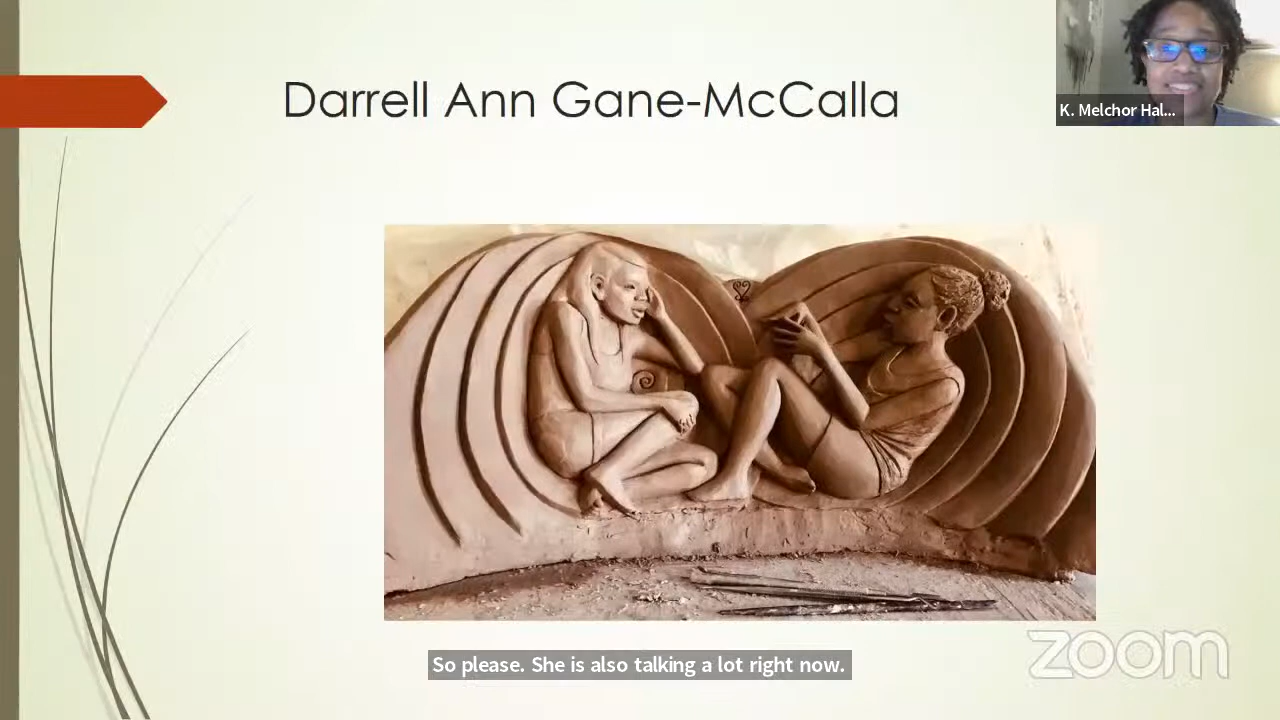 Darrell Ann Gane-McCalla
K. Melchor Hal...
So please. She is also talking a lot right now.
zoom